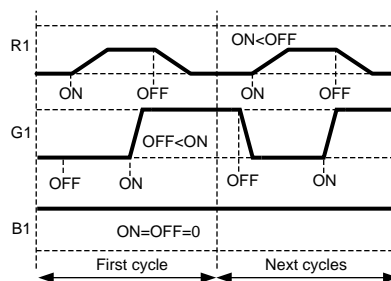 R1
ON<OFF
ON
OFF
ON
OFF
G1
OFF<ON
OFF
ON
OFF
ON
B1
ON=OFF=0
First cycle
Next cycles